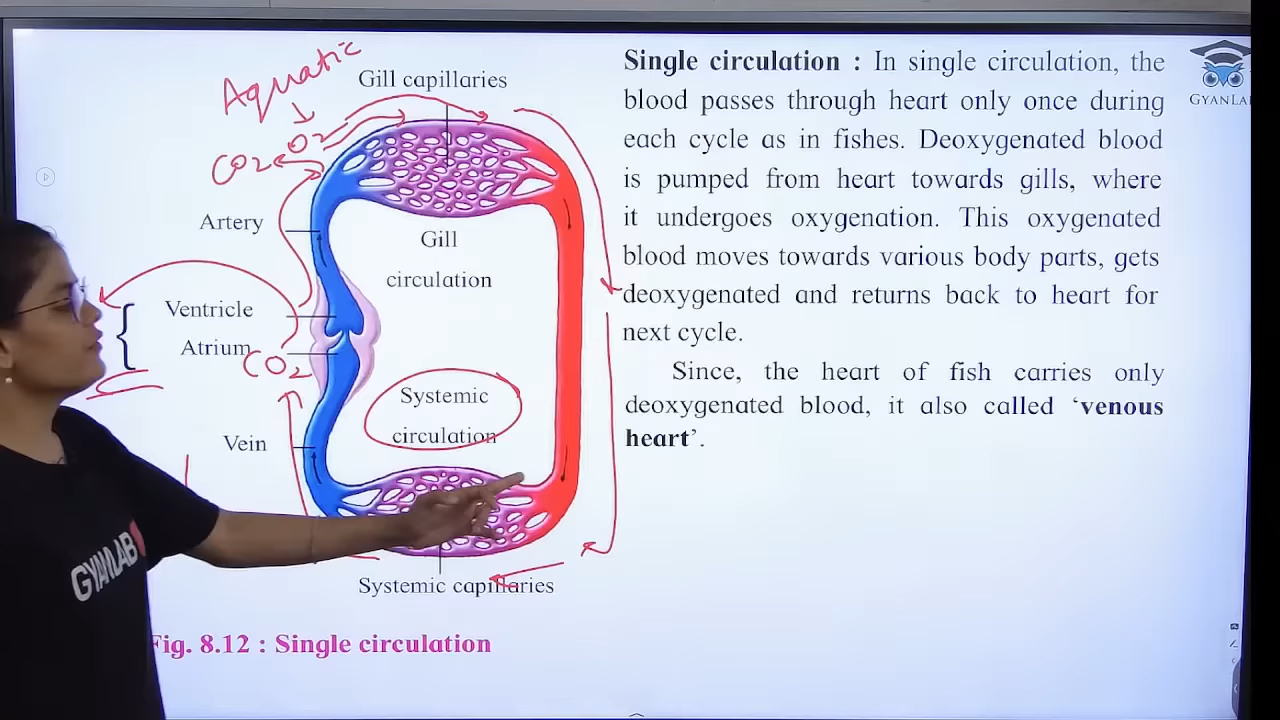 Aquatic
Gill capillaries
O2
CO2
Artery
Gill
circulation
Ventricle
Atrium
CO2
Systemic
circulation
Vein
Systemic capillaries
Fig. 8.12 : Single circulation
Single circulation : In single circulation, the
blood passes through heart only once during
each cycle as in fishes. Deoxygenated blood
is pumped from heart towards gills, where
it undergoes oxygenation. This oxygenated
blood moves towards various body parts, gets
deoxygenated and returns back to heart for
next cycle.
Since, the heart of fish carries only
deoxygenated blood, it also called ‘venous
heart’.
GYANLAB